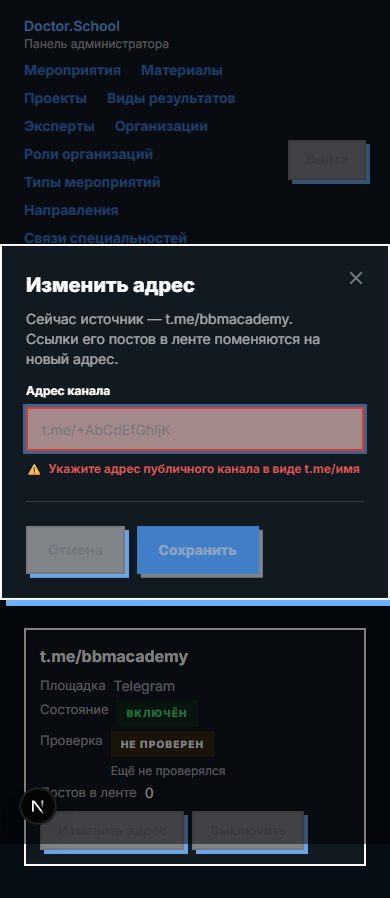 Doctor.School
Панель администратора
Мероприятия Материалы
Проекты Виды результатов
Эксперты Организации
Роли организаций
Выйти
Типы мероприятий
Направления
Связи специальностей
Изменить адрес
Сейчас источник — t.me/bbmacademy.
Ссылки его постов в ленте поменяются на
новый адрес.
Адрес канала
t.me/+AbCdEfGhIjK
Укажите адрес публичного канала в виде t.me/имя
Отмена Сохранить
t.me/bbmacademy
Площадка Telegram
Состояние ВКЛЮЧЁН
Проверка НЕ ПРОВЕРЕН
Ещё не проверялся
Постов в ленте 0
Изменить адрес Выключить